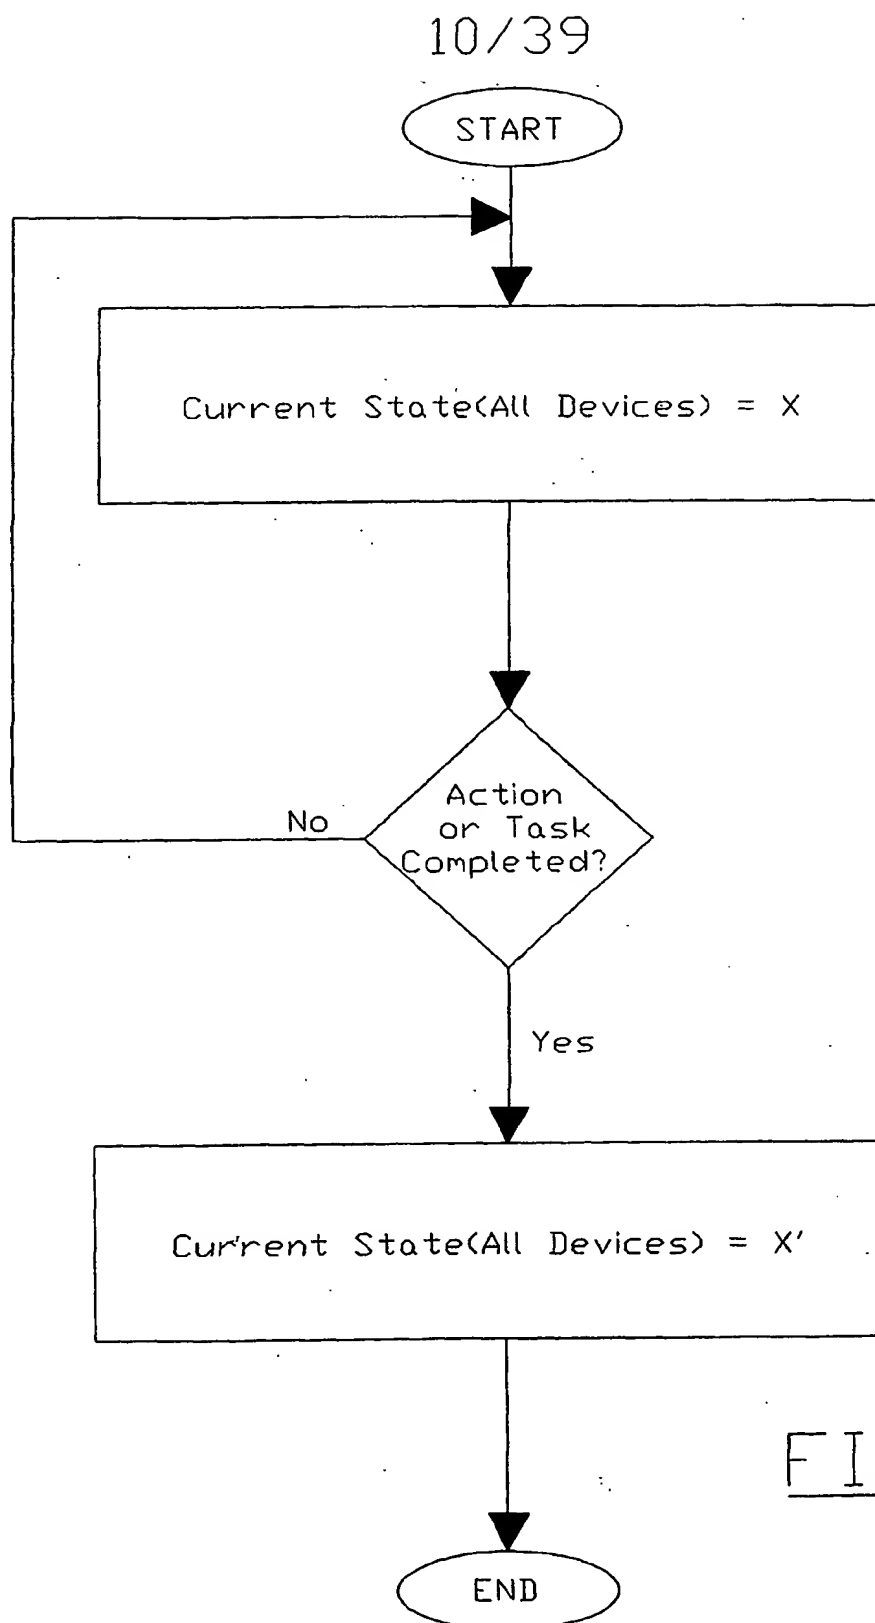 10/39
START
Current State(All Devices) = X
Action
or Task
Completed?
No
Yes
Current State(All Devices) = X'
END